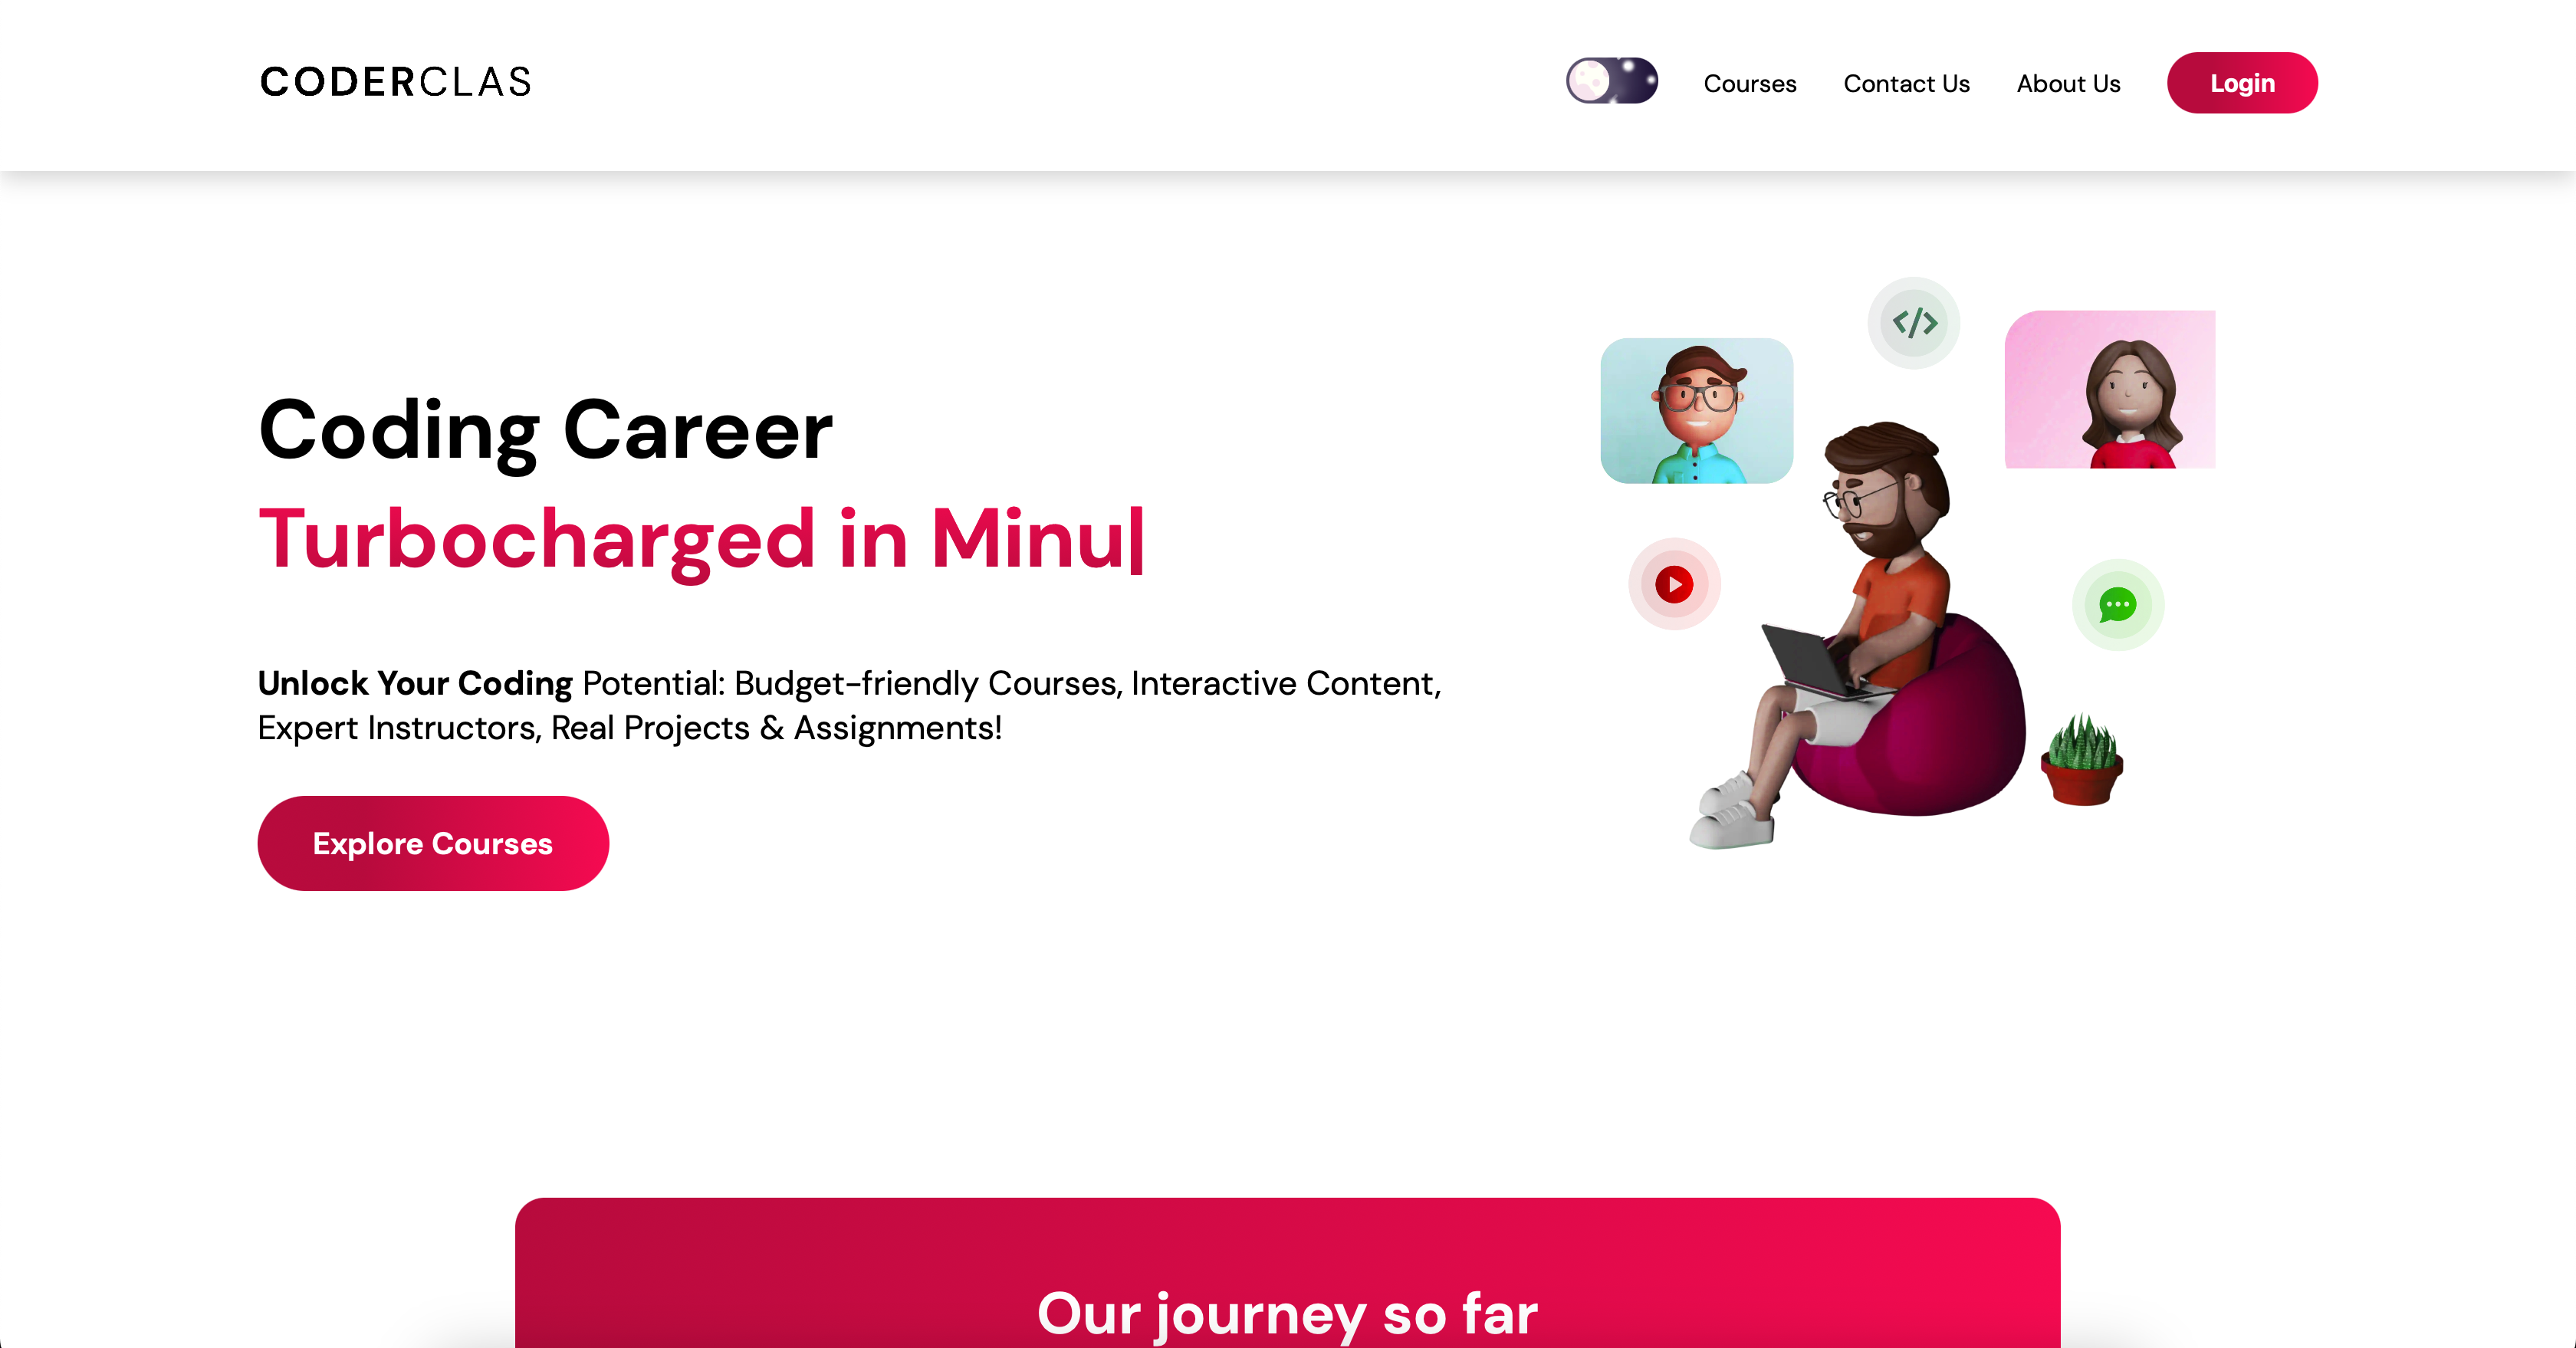 CODERCLAS
Courses
Contact Us
About Us
Login
Coding Career
Turbocharged in Minu|
Unlock Your Coding Potential: Budget-friendly Courses, Interactive Content,
Expert Instructors, Real Projects & Assignments!
Explore Courses
Our journey so far